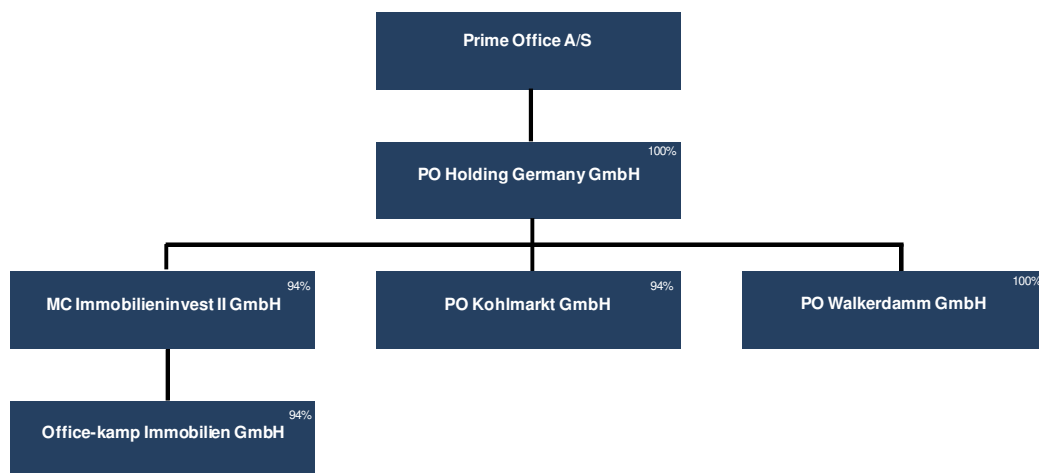 Prime Office A/S
100%
PO Holding Germany GmbH
94%
MC Immobilieninvest II GmbH
94%
PO Kohlmarkt GmbH
100%
PO Walkerdamm GmbH
94%
Office-kamp Immobilien GmbH